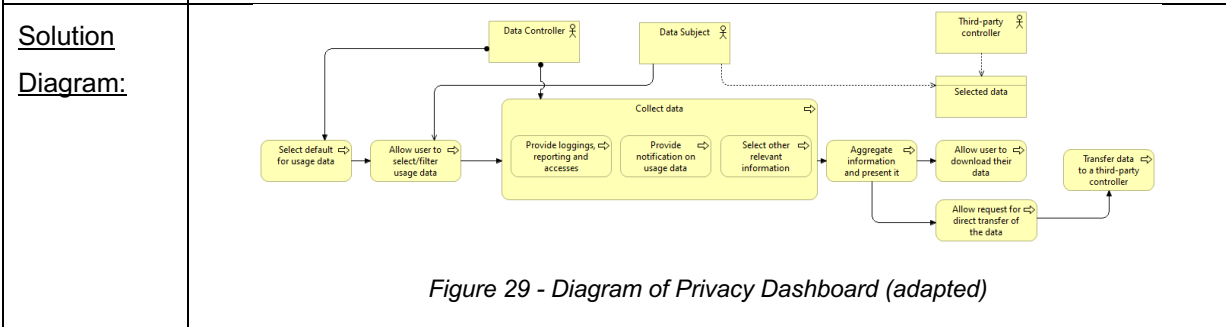 Solution
Diagram:
Data Controller
Data Subject
Third-party
controller
Selected data
Collect data
Select default
for usage data
Allow user to
select/filter
usage data
Provide loggings,
reporting and
accesses
Provide
notification on
usage data
Select other
relevant
information
Aggregate
information
and present it
Allow user to
download their
data
Transfer data
to a third-party
controller
Allow request for
direct transfer of
the data
Figure 29 - Diagram of Privacy Dashboard (adapted)